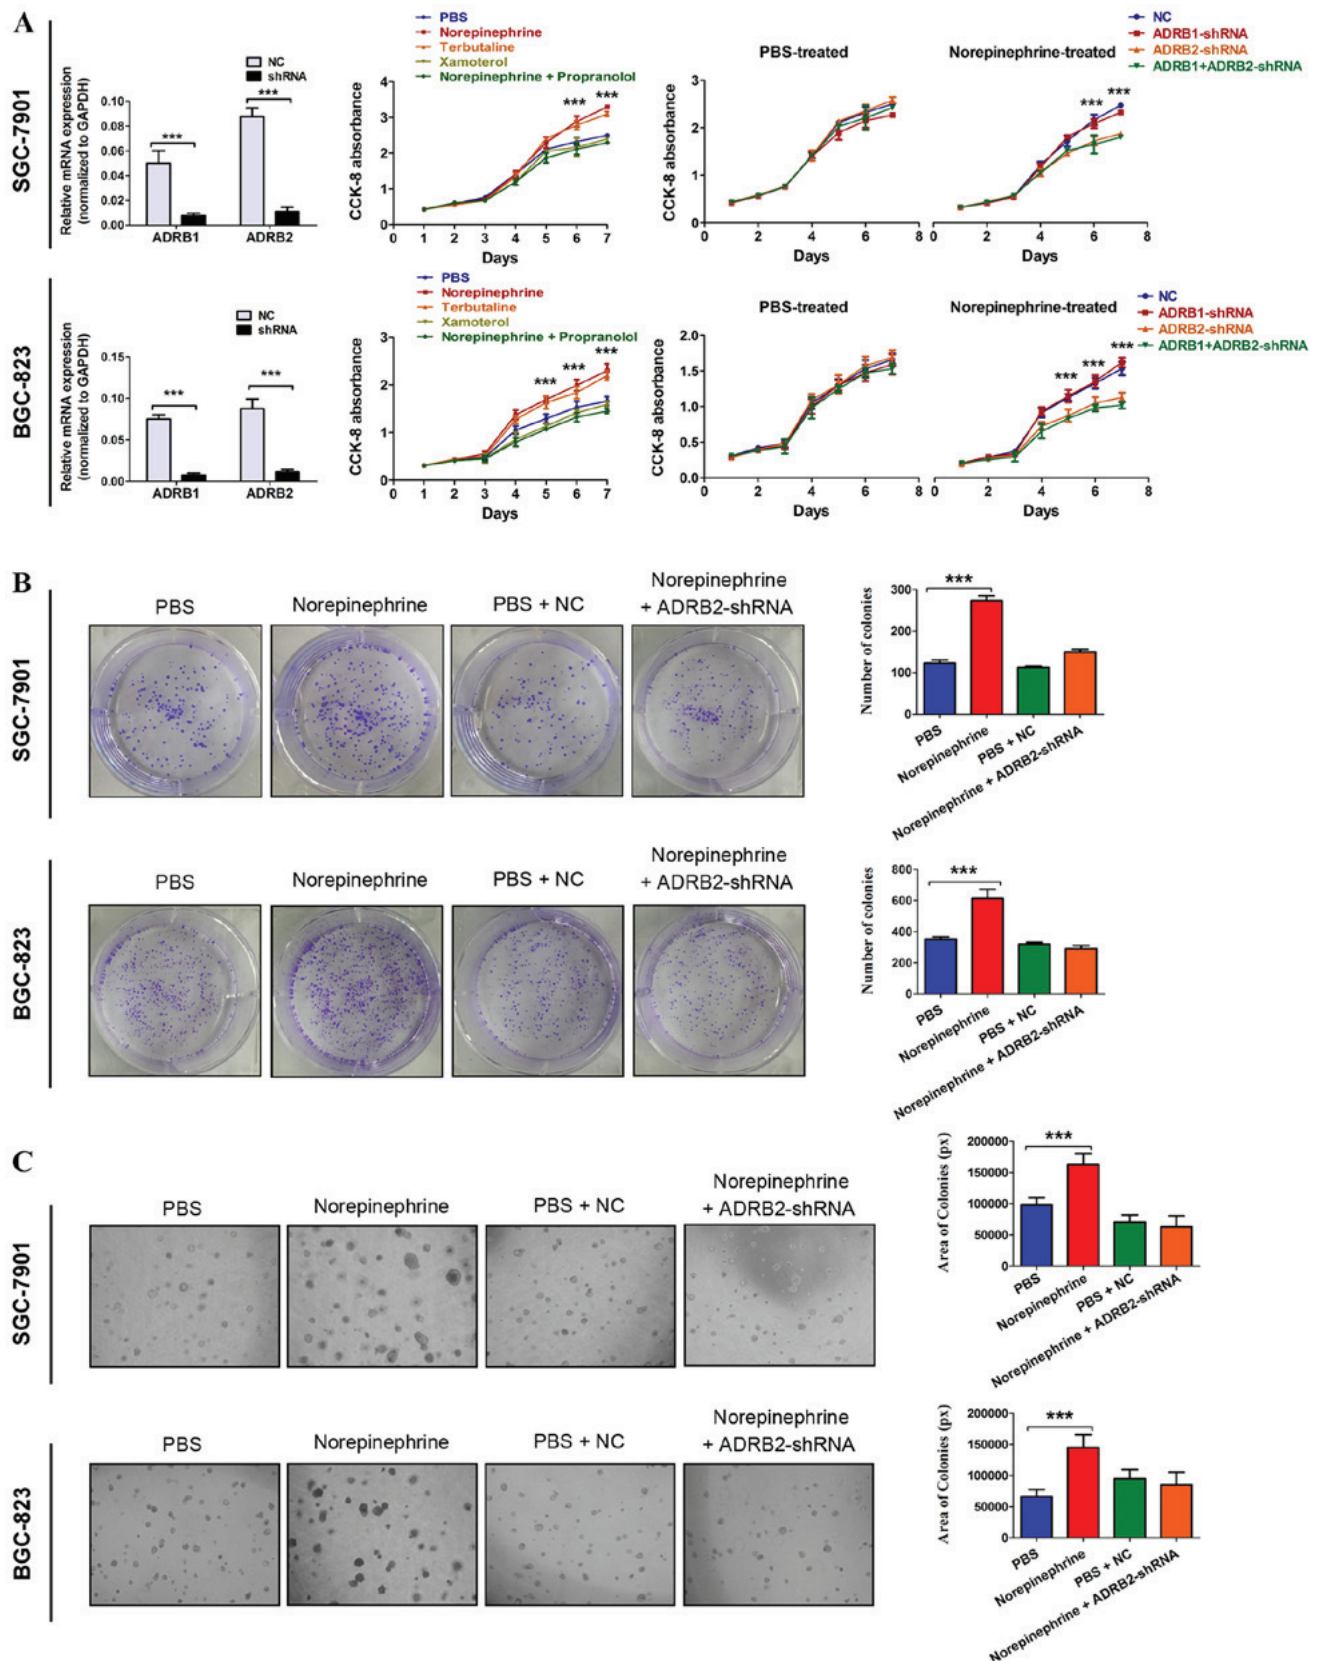 A
SGC-7901
Relative mRNA expression
(normalized to GAPDH)
0.10
0.08
0.06
0.04
0.02
0.00
NC
shRNA
***
***
ADRB1
ADRB2
PBS
Norepinephrine
Terbutaline
Xamoterol
Norepinephrine + Propranolol
CCK-8 absorbance
4
3
2
1
0
*** ***
0 1 2 3 4 5 6 7
Days
PBS-treated
CCK-8 absorbance
3
2
1
0
0 2 4 6 8
Days
Norepinephrine-treated
NC
ADRB1-shRNA
ADRB2-shRNA
ADRB1+ADRB2-shRNA
*** ***
0 2 4 6 8
Days
BGC-823
Relative mRNA expression
(normalized to GAPDH)
0.15
0.10
0.05
0.00
NC
shRNA
***
***
ADRB1
ADRB2
PBS
Norepinephrine
Terbutaline
Xamoterol
Norepinephrine + Propranolol
CCK-8 absorbance
3
2
1
0
*** *** ***
0 1 2 3 4 5 6 7
Days
PBS-treated
CCK-8 absorbance
2.0
1.5
1.0
0.5
0.0
0 2 4 6 8
Days
Norepinephrine-treated
NC
ADRB1-shRNA
ADRB2-shRNA
ADRB1+ADRB2-shRNA
*** *** ***
0 2 4 6 8
Days
B
SGC-7901
PBS
Norepinephrine
PBS + NC
Norepinephrine
+ ADRB2-shRNA
Number of colonies
300
200
100
0
***
PBS
Norepinephrine
PBS + NC
Norepinephrine + ADRB2-shRNA
BGC-823
PBS
Norepinephrine
PBS + NC
Norepinephrine
+ ADRB2-shRNA
Number of colonies
800
600
400
200
0
***
PBS
Norepinephrine
PBS + NC
Norepinephrine + ADRB2-shRNA
C
SGC-7901
PBS
Norepinephrine
PBS + NC
Norepinephrine
+ ADRB2-shRNA
Area of Colonies (px)
200000
150000
100000
50000
0
***
PBS
Norepinephrine
PBS + NC
Norepinephrine + ADRB2-shRNA
BGC-823
PBS
Norepinephrine
PBS + NC
Norepinephrine
+ ADRB2-shRNA
Area of Colonies (px)
200000
150000
100000
50000
0
***
PBS
Norepinephrine
PBS + NC
Norepinephrine + ADRB2-shRNA